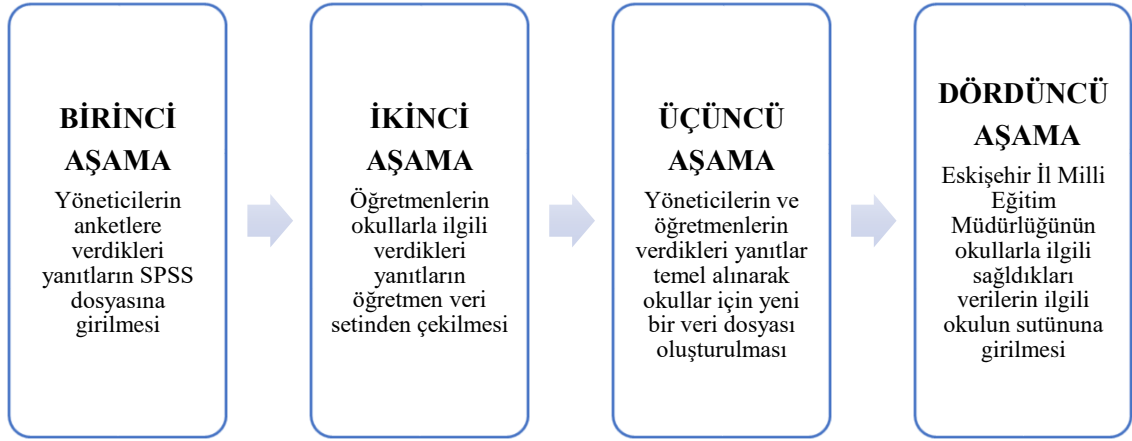 BİRİNCİ
AŞAMA
Yöneticilerin
anketlere
verdikleri
yanıtların SPSS
dosyasına
girilmesi
İKİNCİ
AŞAMA
Öğretmenlerin
okullarla ilgili
verdikleri
yanıtların
öğretmen veri
setinden çekilmesi
ÜÇÜNCÜ
AŞAMA
Yöneticilerin ve
öğretmenlerin
verdikleri yanıtlar
temel alınarak
okullar için yeni
bir veri dosyası
oluşturulması
DÖRDÜNCÜ
AŞAMA
Eskişehir İl Milli
Eğitim
Müdürlüğünün
okullarla ilgili
sağldıkları
verilerin ilgili
okulun sutünuna
girilmesi